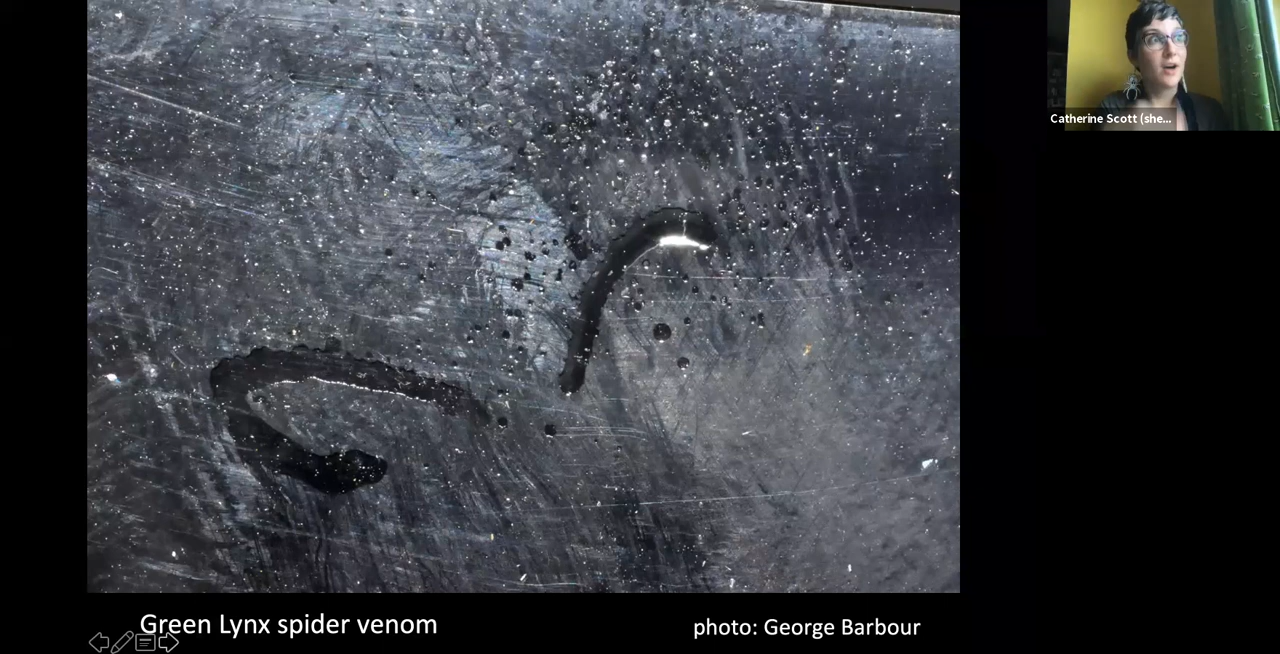 Catherine Scott (she...
Green Lynx spider venom
photo: George Barbour